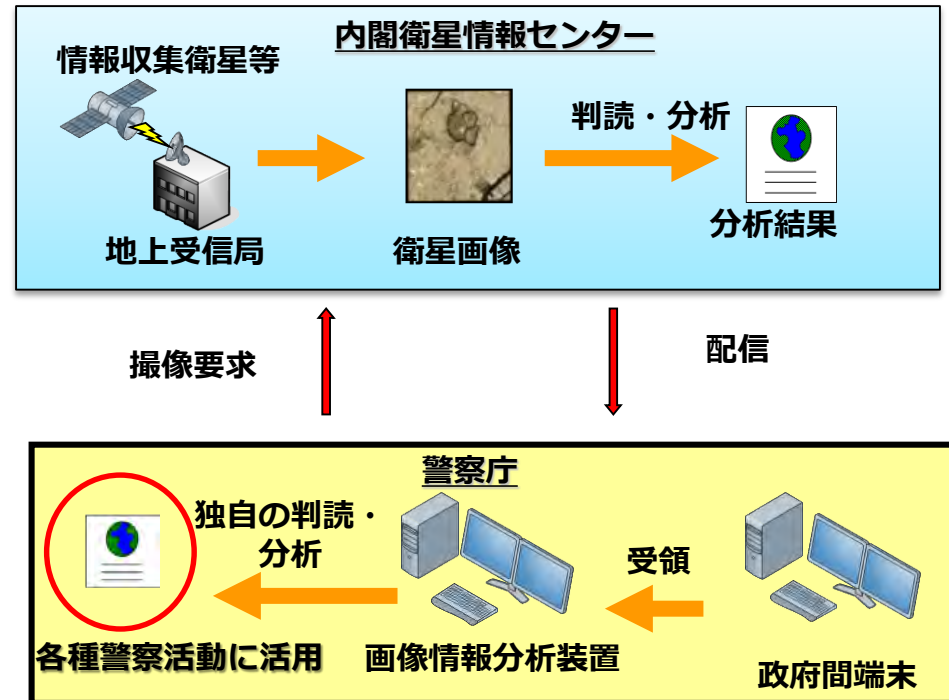 内閣衛星情報センター
情報収集衛星等
判読・分析
地上受信局
衛星画像
分析結果
撮像要求
配信
警察庁
独自の判読・
分析
受領
各種警察活動に活用
画像情報分析装置
政府間端末